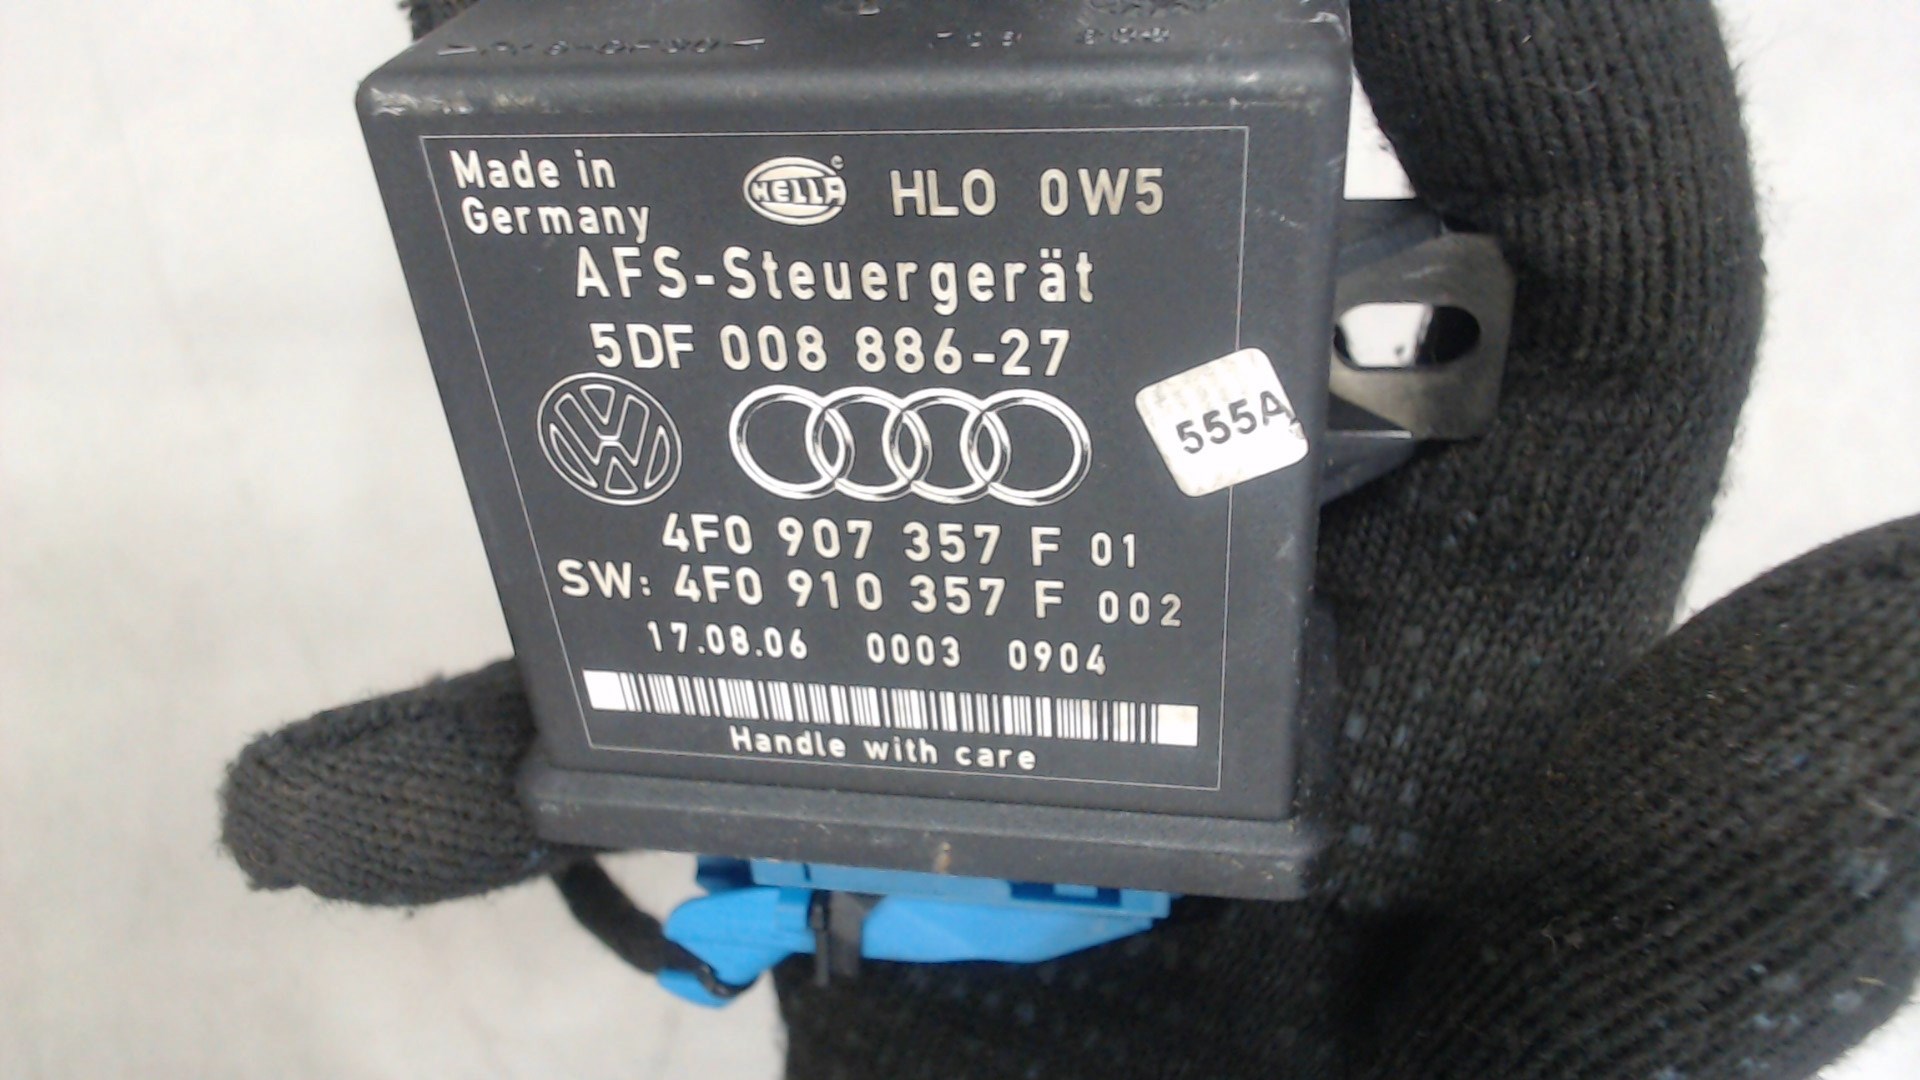 Made in
Germany
HELLA HLO 0W5
AFS-Steuergerät
5DF 008 886-27
555A
4F0 907 357 F 01
SW: 4F0 910 357 F 002
17.08.06 0003 0904
Handle with care